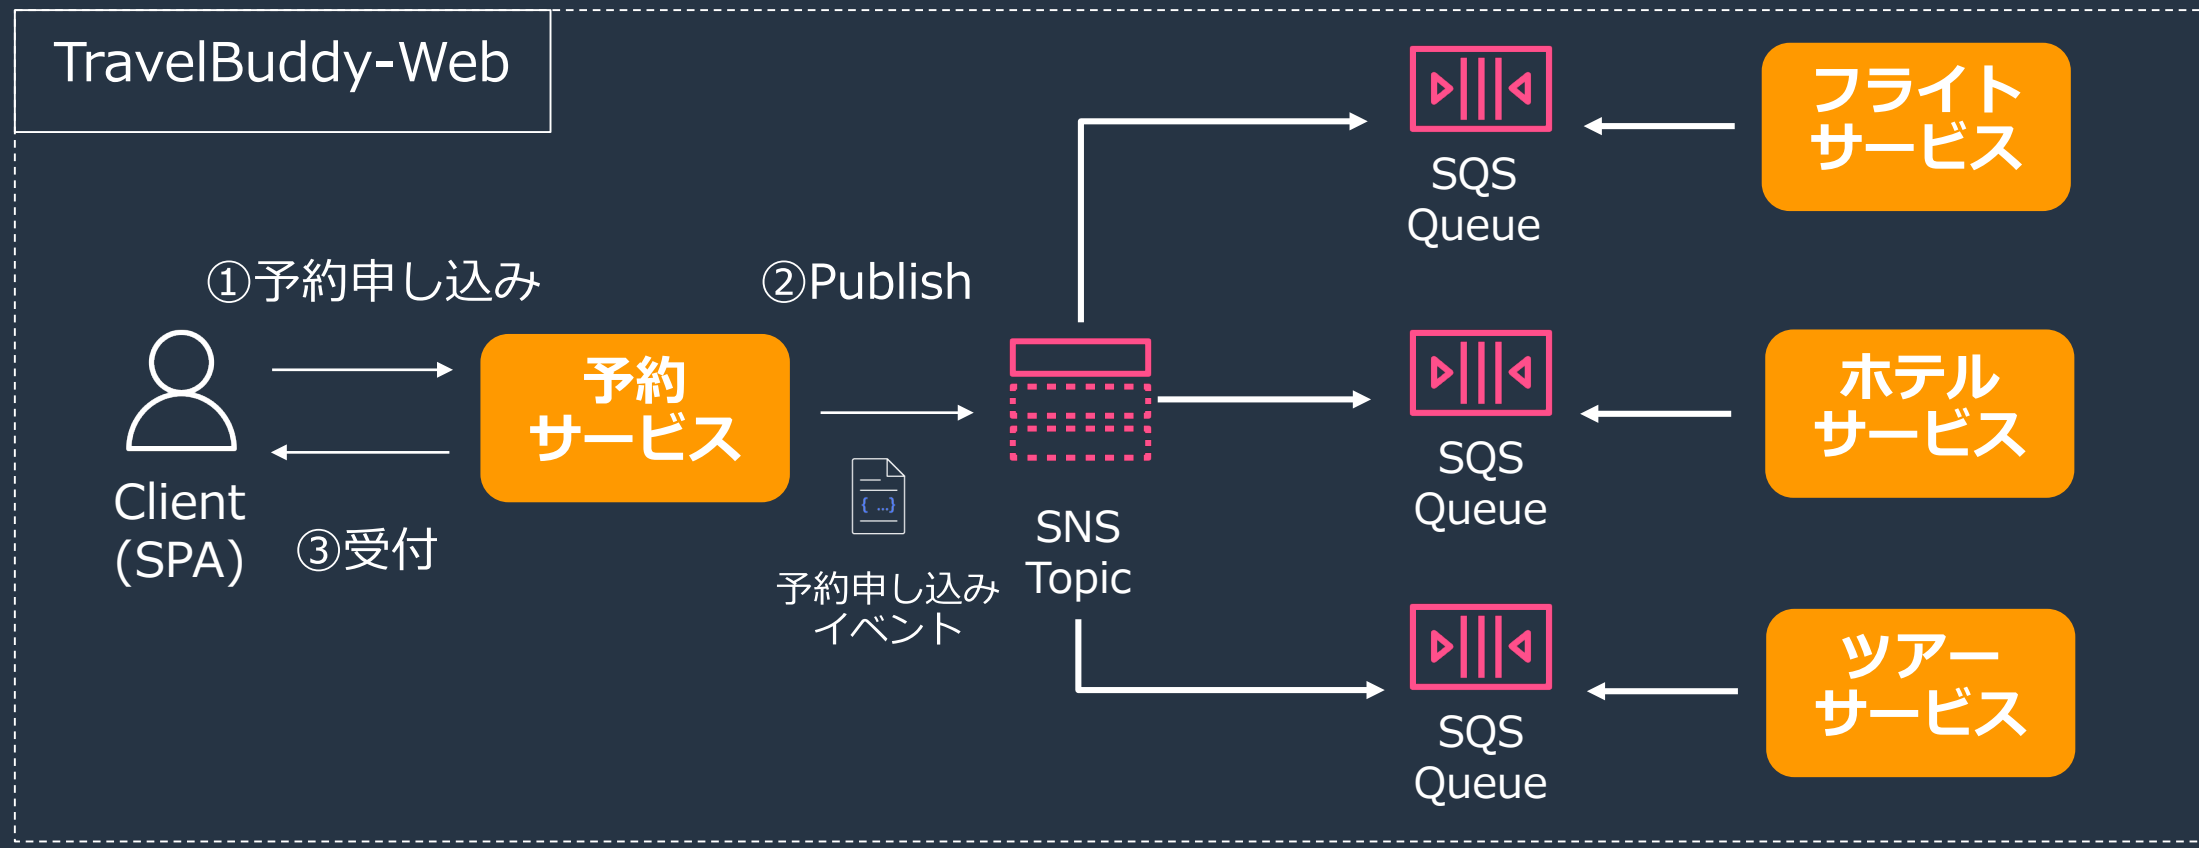 TravelBuddy-Web
①予約申し込み
②Publish
Client
(SPA)
③受付
予約
サービス
{ ...}
予約申し込み
イベント
SNS
Topic
SQS
Queue
フライト
サービス
SQS
Queue
ホテル
サービス
SQS
Queue
ツアー
サービス